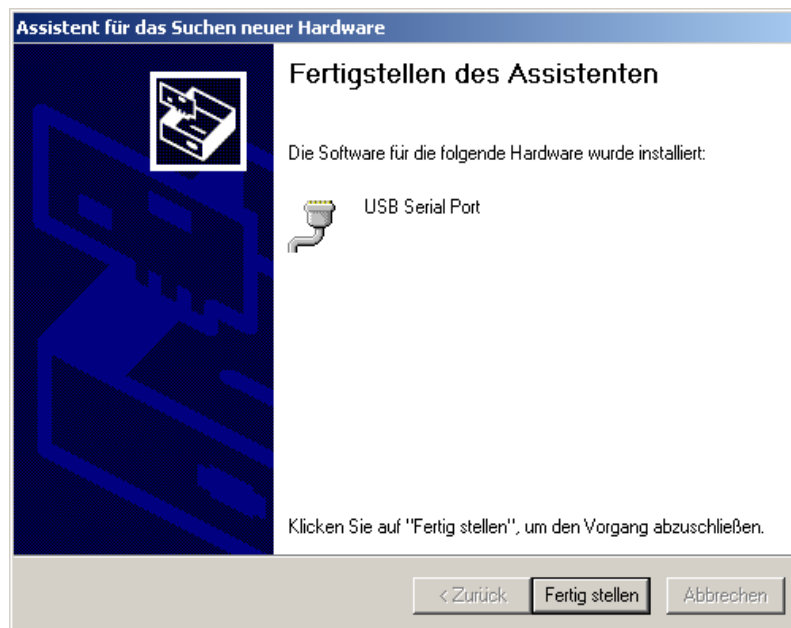 Assistent für das Suchen neuer Hardware
Fertigstellen des Assistenten
Die Software für die folgende Hardware wurde installiert:
USB Serial Port
Klicken Sie auf "Fertig stellen", um den Vorgang abzuschließen.
< Zurück
Fertig stellen
Abbrechen